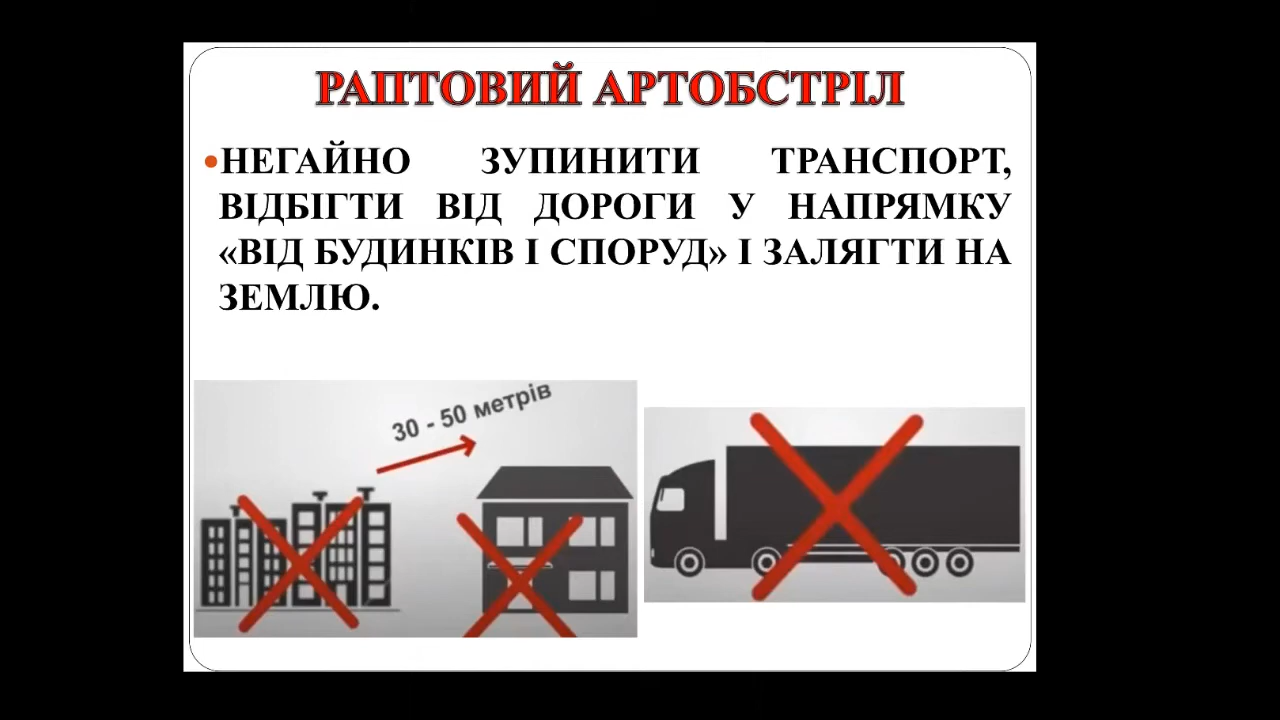 РАПТОВИЙ АРТОБСТРІЛ
•НЕГАЙНО ЗУПИНИТИ ТРАНСПОРТ,
ВІДБІГТИ ВІД ДОРОГИ У НАПРЯМКУ
«ВІД БУДИНКІВ І СПОРУД» І ЗАЛЯГТИ НА
ЗЕМЛЮ.
30 - 50 метрів